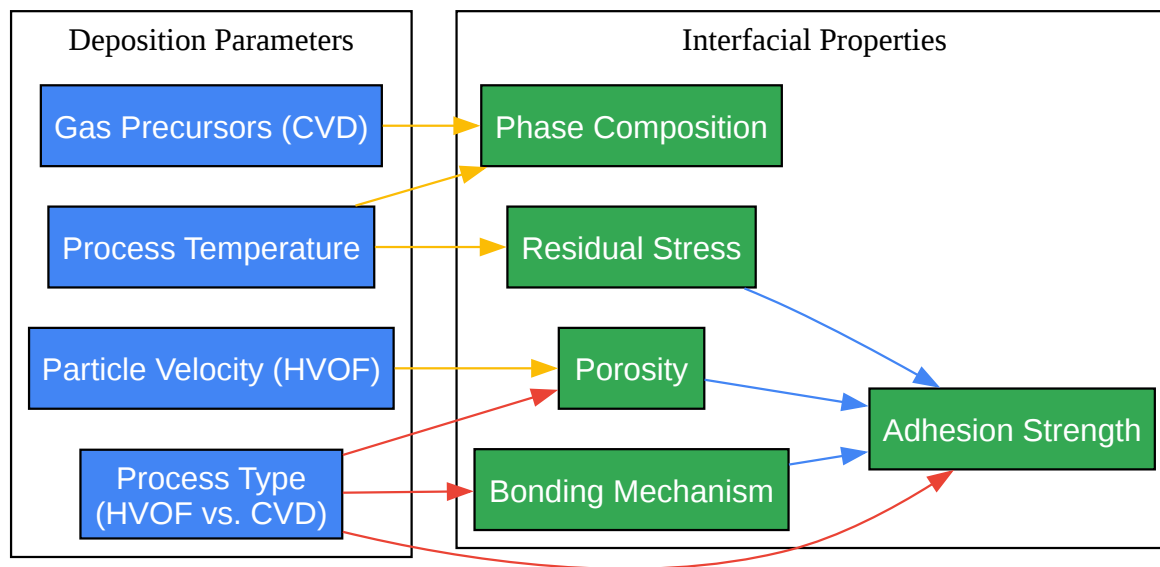 Deposition Parameters
Gas Precursors (CVD)
Process Temperature
Particle Velocity (HVOF)
Process Type
(HVOF vs. CVD)
Interfacial Properties
Phase Composition
Residual Stress
Porosity
Bonding Mechanism
Adhesion Strength